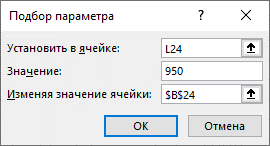 Подбор параметра
Установить в ячейке: L24
Значение: 950
Изменяя значение ячейки: $B$24
ОК Отмена